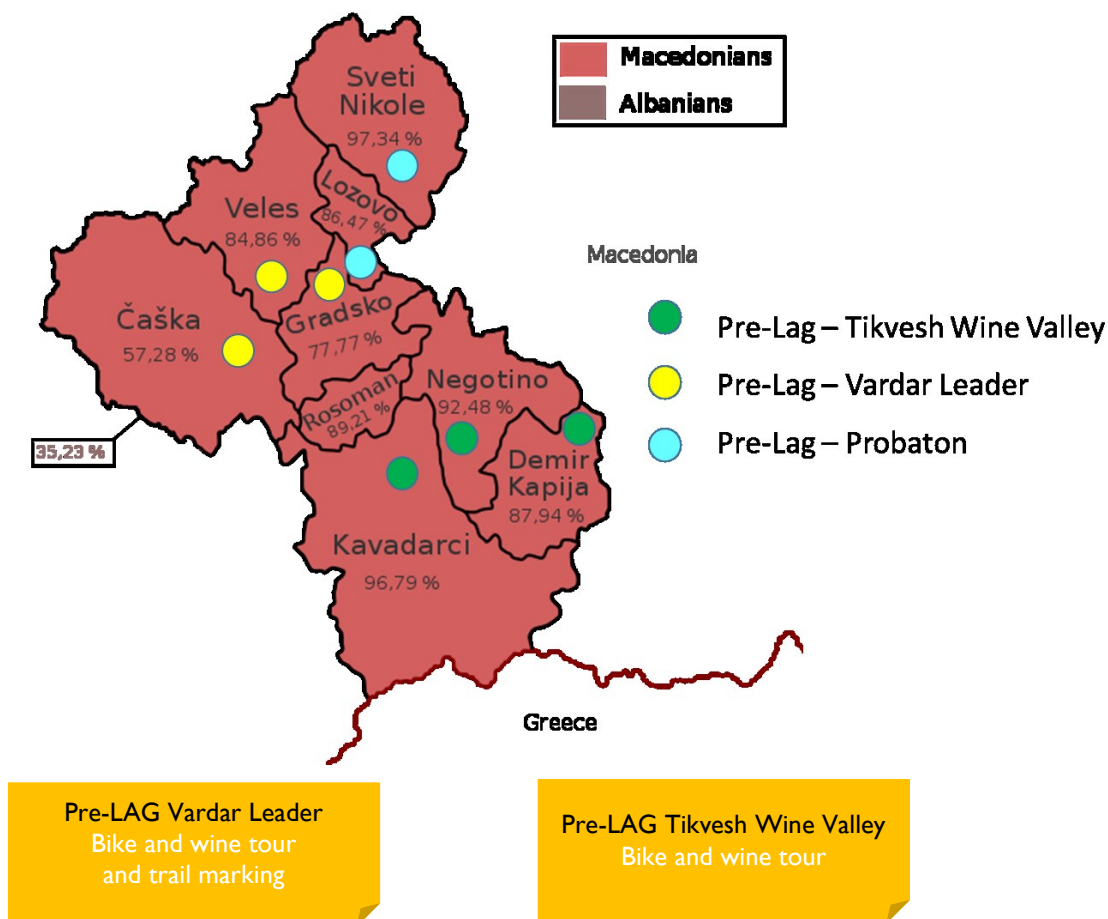 Macedonians
Albanians
Sveti
Nikole
97,34 %
Lozovo
86,47 %
Veles
84,86 %
Čaška
57,28 %
Gradsko
77,77 %
Rosoman
89,21 %
Negotino
92,48 %
Demir
Kapija
87,94 %
Kavadarci
96,79 %
35,23 %
Macedonia
Pre-Lag – Tikvesh Wine Valley
Pre-Lag – Vardar Leader
Pre-Lag – Probaton
Greece
Pre-LAG Vardar Leader
Bike and wine tour
and trail marking
Pre-LAG Tikvesh Wine Valley
Bike and wine tour